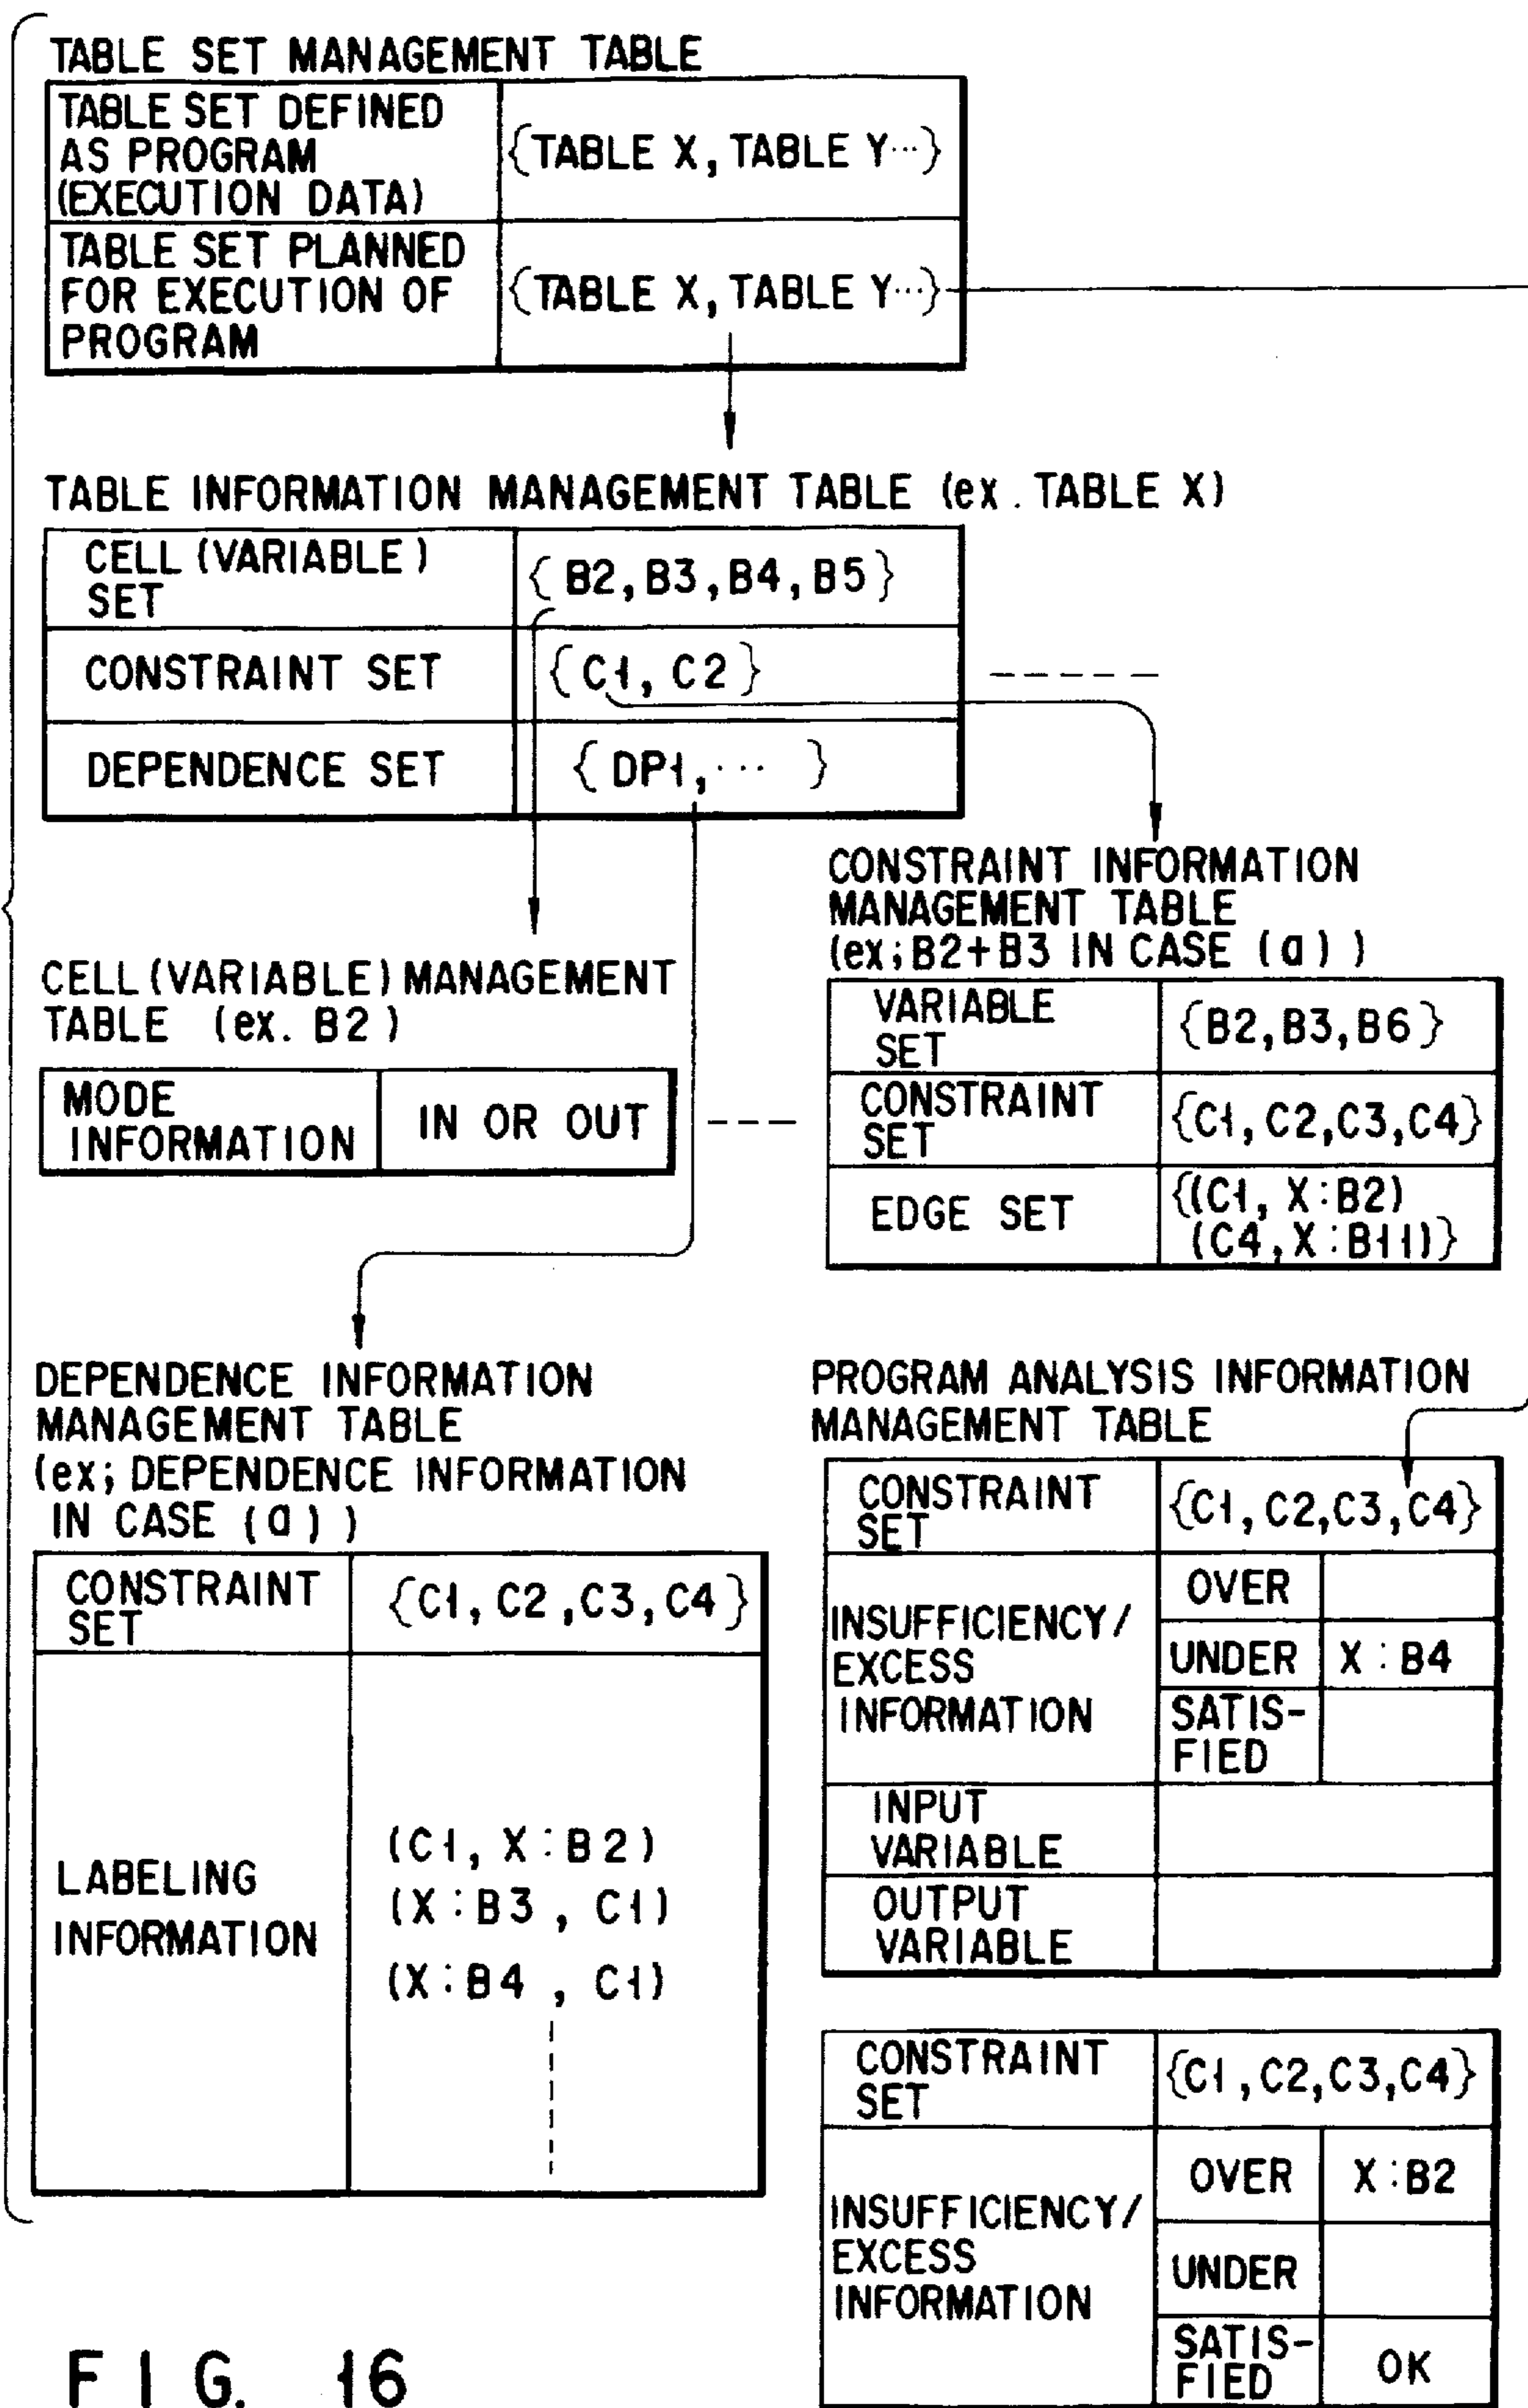 TABLE SET MANAGEMENT TABLE
TABLE SET DEFINED
AS PROGRAM
(EXECUTION DATA)
{TABLE X, TABLE Y···}
TABLE SET PLANNED
FOR EXECUTION OF
PROGRAM
{TABLE X, TABLE Y···}
TABLE INFORMATION MANAGEMENT TABLE (ex. TABLE X)
CELL (VARIABLE)
SET
{B2,B3,B4,B5}
CONSTRAINT SET
{C1, C2}
DEPENDENCE SET
{DP1,··· }
CONSTRAINT INFORMATION
MANAGEMENT TABLE
(ex;B2+B3 IN CASE (a))
VARIABLE
SET
{B2,B3,B6}
CONSTRAINT
SET
{C1, C2,C3,C4}
EDGE SET
{(C1, X:B2)
(C4,X:B11)}
CELL (VARIABLE) MANAGEMENT
TABLE (ex. B2)
MODE
INFORMATION
IN OR OUT
DEPENDENCE INFORMATION
MANAGEMENT TABLE
(ex; DEPENDENCE INFORMATION
IN CASE (a))
CONSTRAINT
SET
{C1, C2,C3,C4}
LABELING
INFORMATION
(C1, X:B2)
(X:B3, C1)
(X:B4, C1)
PROGRAM ANALYSIS INFORMATION
MANAGEMENT TABLE
CONSTRAINT
SET
{C1, C2,C3,C4}
INSUFFICIENCY/
EXCESS
INFORMATION
OVER
UNDER
X:B4
SATIS-
FIED
INPUT
VARIABLE
OUTPUT
VARIABLE
CONSTRAINT
SET
{C1,C2,C3,C4}
INSUFFICIENCY/
EXCESS
INFORMATION
OVER
X:B2
UNDER
SATIS-
FIED
OK
FIG. 16